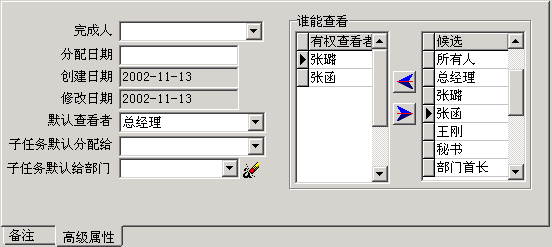 完成人
分配日期
创建日期 2002-11-13
修改日期 2002-11-13
默认查看者 总经理
子任务默认分配给
子任务默认给部门
谁能查看
有权查看者
张璐
张函
候选
所有人
总经理
张璐
张函
王刚
秘书
部门首长
备注 高级属性